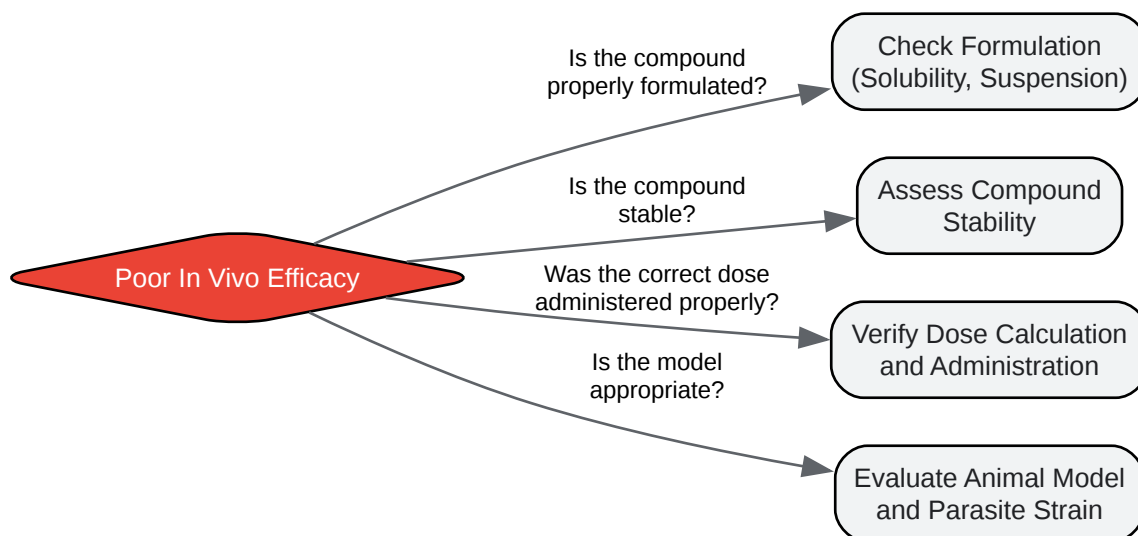 Poor In Vivo Efficacy
Is the compound
properly formulated?
Check Formulation
(Solubility, Suspension)
Is the compound
stable?
Assess Compound
Stability
Was the correct dose
administered properly?
Verify Dose Calculation
and Administration
Is the model
appropriate?
Evaluate Animal Model
and Parasite Strain